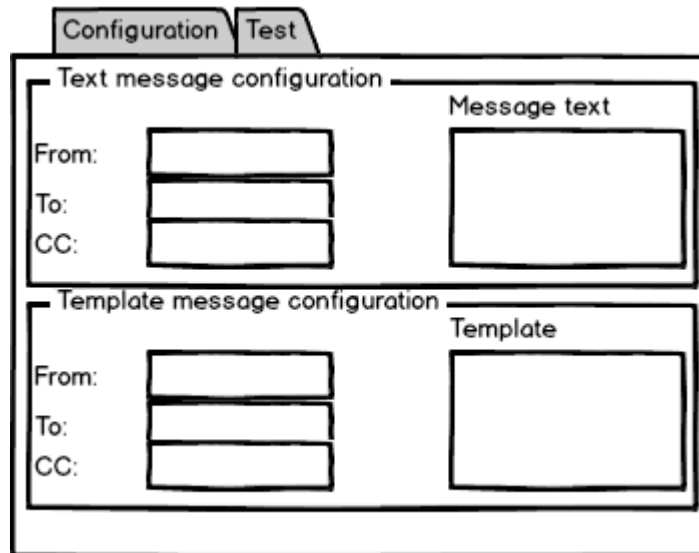 Configuration Test
Text message configuration
Message text
From:
To:
CC:
Template message configuration
Template
From:
To:
CC: